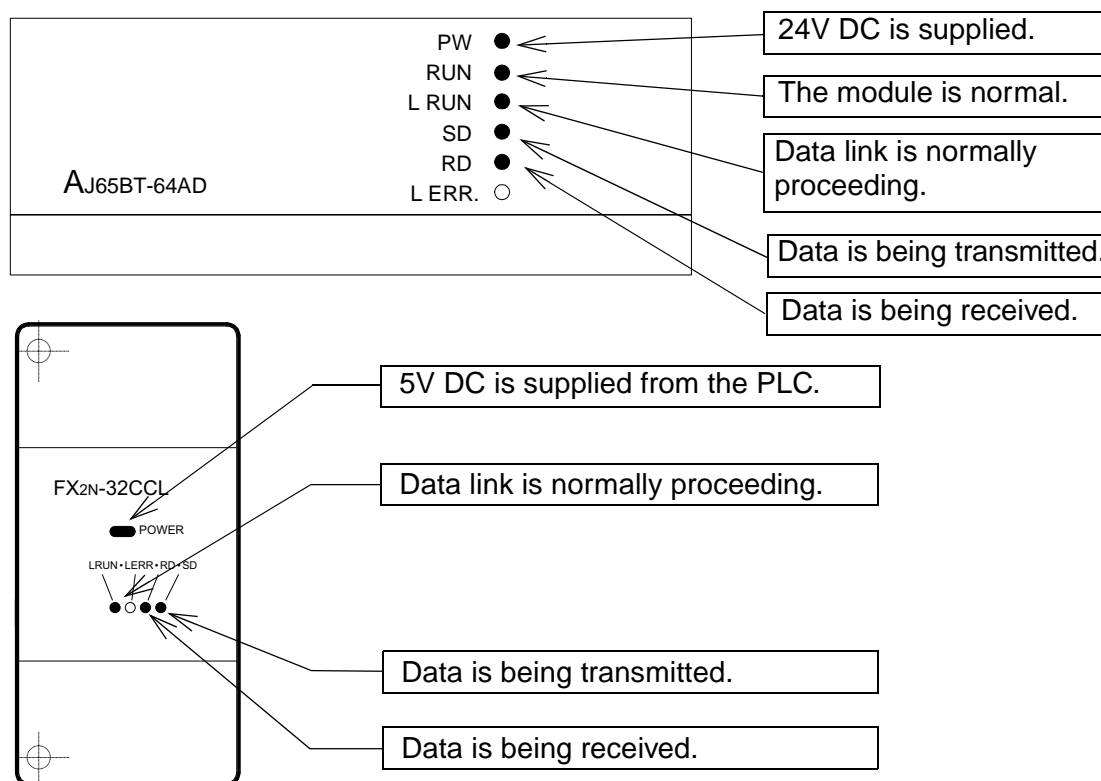 PW
24V DC is supplied.
RUN
The module is normal.
L RUN
SD
Data link is normally
proceeding.
RD
AJ65BT-64AD
L ERR.
Data is being transmitted.
Data is being received.
5V DC is supplied from the PLC.
FX2N-32CCL
Data link is normally proceeding.
POWER
LRUN•LERR•RD•SD
Data is being transmitted.
Data is being received.